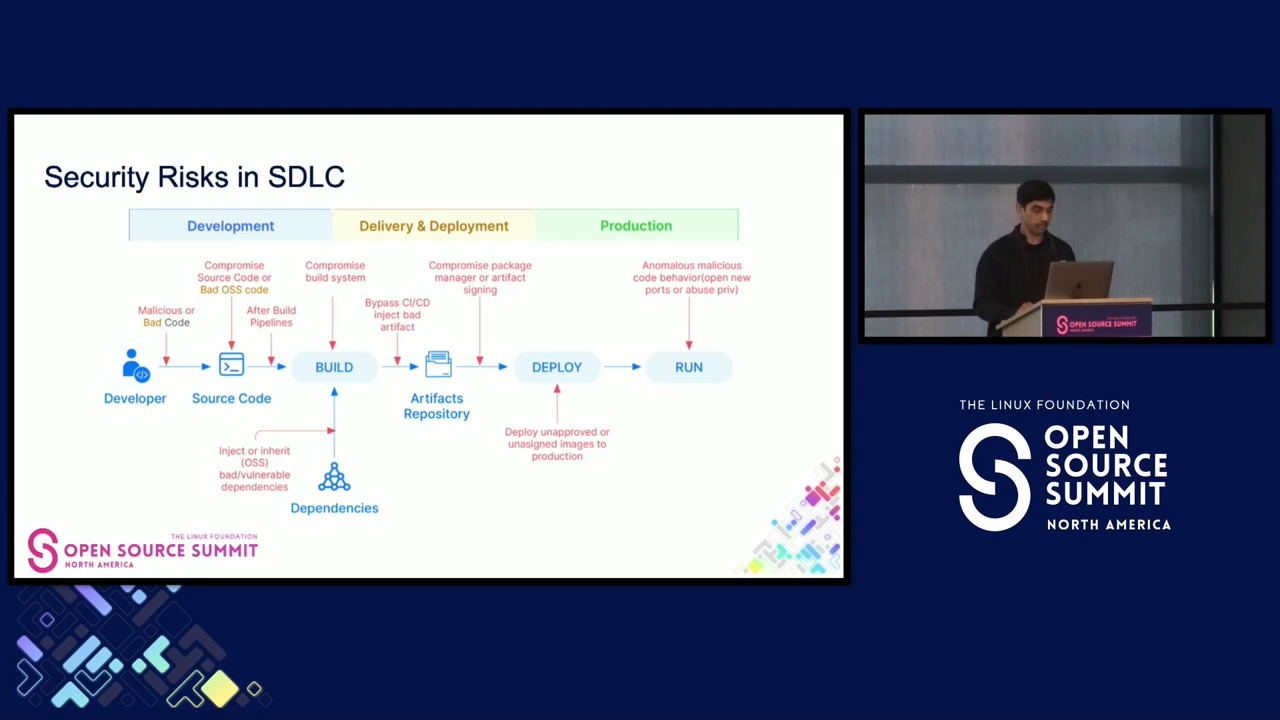 Security Risks in SDLC
Development
Delivery & Deployment
Production
Compromise
Source Code or
Bad OSS code
Compromise
build system
Compromise package
manager or artifact
signing
Anomalous malicious
code behavior(open new
ports or abuse priv)
Malicious or
Bad Code
After Build
Pipelines
Bypass CI/CD
inject bad
artifact
BUILD
DEPLOY
RUN
Developer
Source Code
Artifacts
Repository
Deploy unapproved or
unasigned images to
production
Inject or inherit
(OSS)
bad/vulnerable
dependencies
Dependencies
THE LINUX FOUNDATION
OPEN SOURCE SUMMIT
NORTH AMERICA
OPEN SOURCE SUMMIT
THE LINUX FOUNDATION
OPEN
SOURCE
SUMMIT
NORTH AMERICA